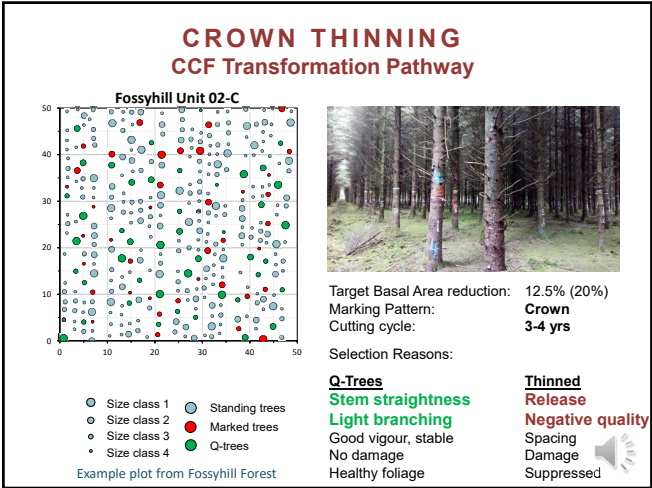 CROWN THINNING
CCF Transformation Pathway
Fossyhill Unit 02-C
50
40
30
20
10
0
0 10 20 30 40 50
Size class 1
Size class 2
Size class 3
Size class 4
Standing trees
Marked trees
Q-trees
Example plot from Fossyhill Forest
Target Basal Area reduction: 12.5% (20%)
Marking Pattern: Crown
Cutting cycle: 3-4 yrs
Selection Reasons:
Q-Trees Thinned
Stem straightness Release
Light branching Negative quality
Good vigour, stable Spacing
No damage Damage
Healthy foliage Suppressed